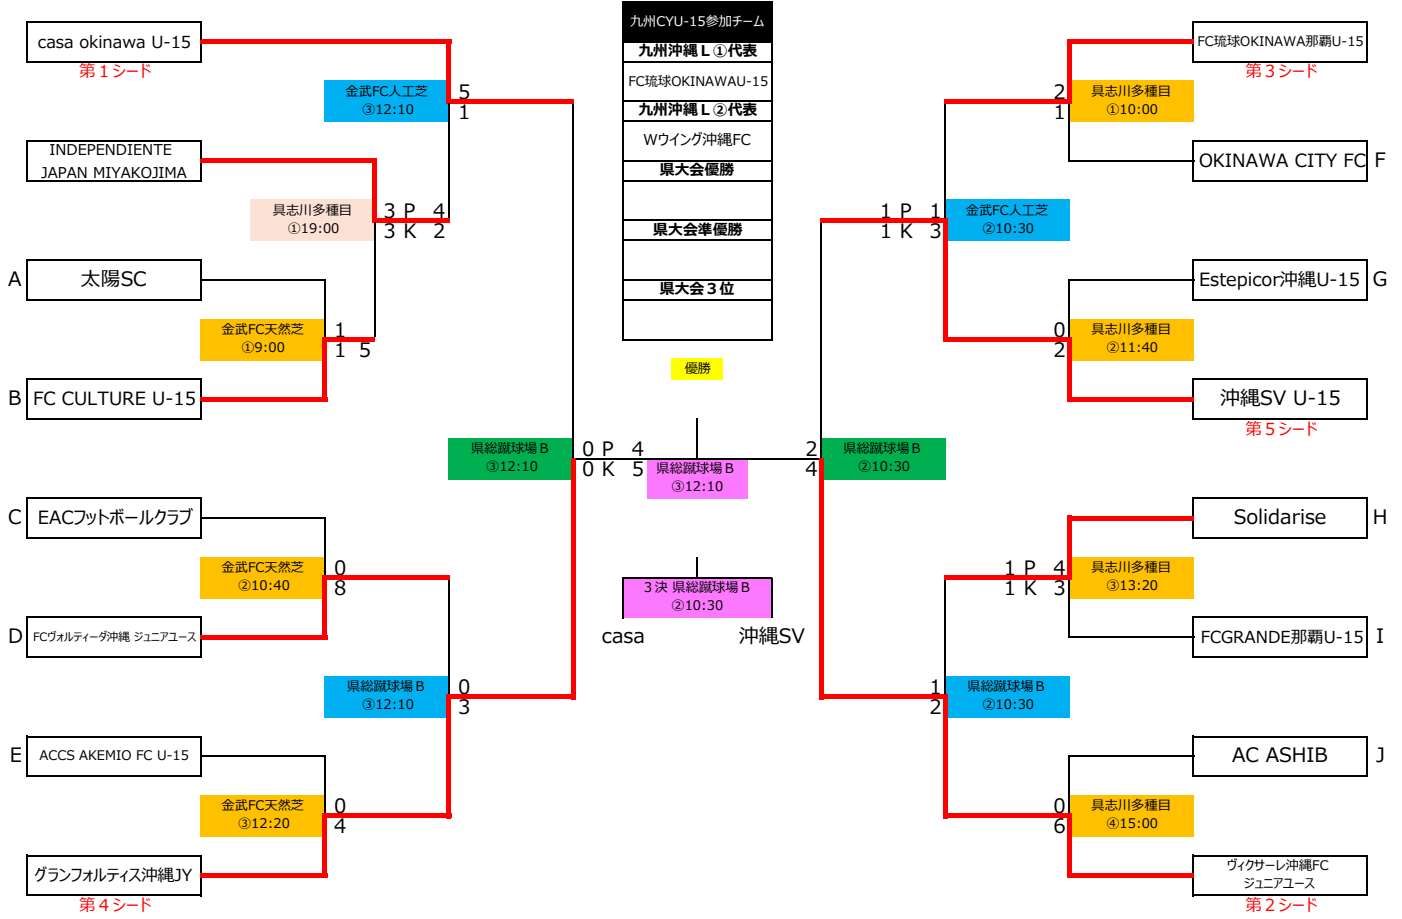 casa okinawa U-15
第１シード
金武FC人工芝
③12:10
5
1
INDEPENDIENTE
JAPAN MIYAKOJIMA
具志川多種目
①19:00
3 P 4
3 K 2
A
太陽SC
金武FC天然芝
①9:00
1
1 5
B
FC CULTURE U-15
県総蹴球場Ｂ
③12:10
0 P 4
0 K 5
C
EACフットボールクラブ
金武FC天然芝
②10:40
0
8
D
FCヴォルティーダ沖縄 ジュニアユース
県総蹴球場Ｂ
③12:10
0
3
E
ACCS AKEMIO FC U-15
金武FC天然芝
③12:20
0
4
グランフォルティス沖縄JY
第４シード
九州CYU-15参加チーム
九州沖縄Ｌ①代表
FC琉球OKINAWAU-15
九州沖縄Ｌ②代表
Wウイング沖縄FC
県大会優勝
県大会準優勝
県大会３位
優勝
県総蹴球場Ｂ
③12:10
３決 県総蹴球場Ｂ
②10:30
casa
沖縄SV
FC琉球OKINAWA那覇U-15
第３シード
2
1
具志川多種目
①10:00
OKINAWA CITY FC
F
1 P 1
1 K 3
金武FC人工芝
②10:30
Estepicor沖縄U-15
G
0
2
具志川多種目
②11:40
沖縄SV U-15
第５シード
2
4
県総蹴球場Ｂ
②10:30
Solidarise
H
1 P 4
1 K 3
具志川多種目
③13:20
FCGRANDE那覇U-15
I
1
2
県総蹴球場Ｂ
②10:30
AC ASHIB
J
0
6
具志川多種目
④15:00
ヴィクサーレ沖縄FC
ジュニアユース
第２シード